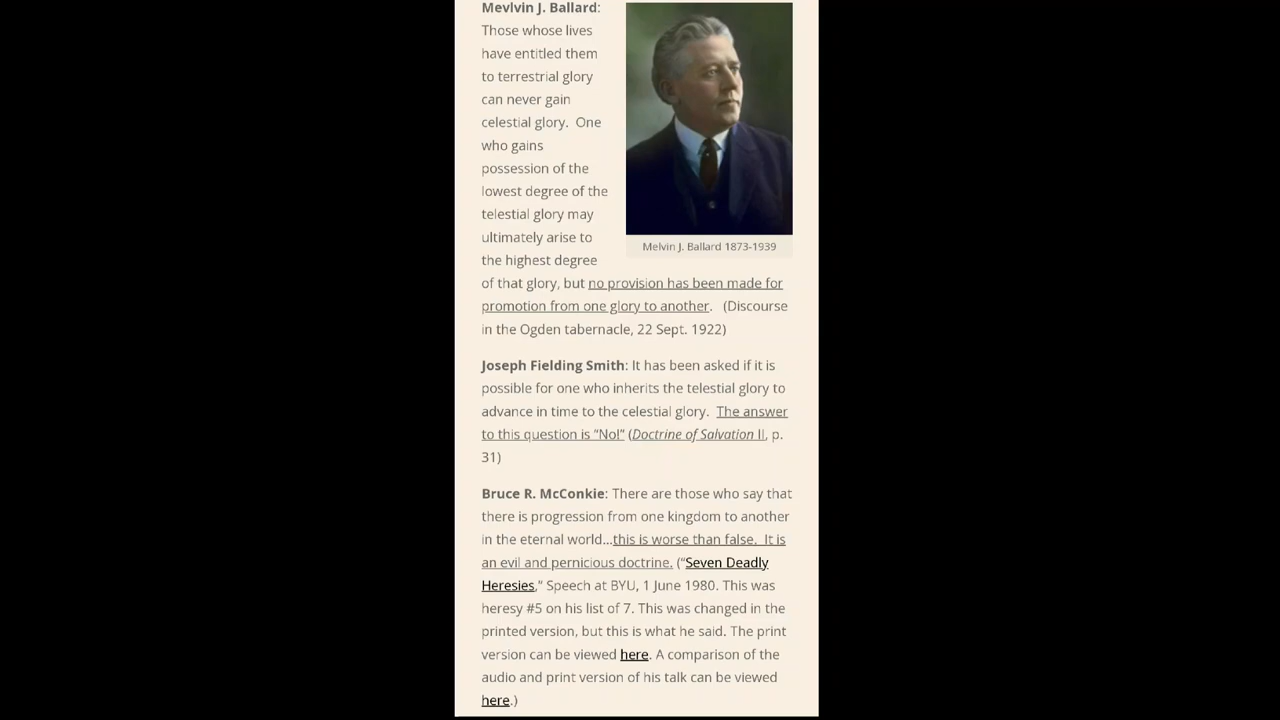 Mevlvin J. Ballard:
Those whose lives
have entitled them
to terrestrial glory
can never gain
celestial glory.  One
who gains
possession of the
lowest degree of the
telestial glory may
ultimately arise to
the highest degree
Melvin J. Ballard 1873-1939
of that glory, but no provision has been made for
promotion from one glory to another.   (Discourse
in the Ogden tabernacle, 22 Sept. 1922)
Joseph Fielding Smith: It has been asked if it is
possible for one who inherits the telestial glory to
advance in time to the celestial glory.  The answer
to this question is “No!” (Doctrine of Salvation II, p.
31)
Bruce R. McConkie: There are those who say that
there is progression from one kingdom to another
in the eternal world…this is worse than false.  It is
an evil and pernicious doctrine. (“Seven Deadly
Heresies,” Speech at BYU, 1 June 1980. This was
heresy #5 on his list of 7. This was changed in the
printed version, but this is what he said. The print
version can be viewed here. A comparison of the
audio and print version of his talk can be viewed
here.)